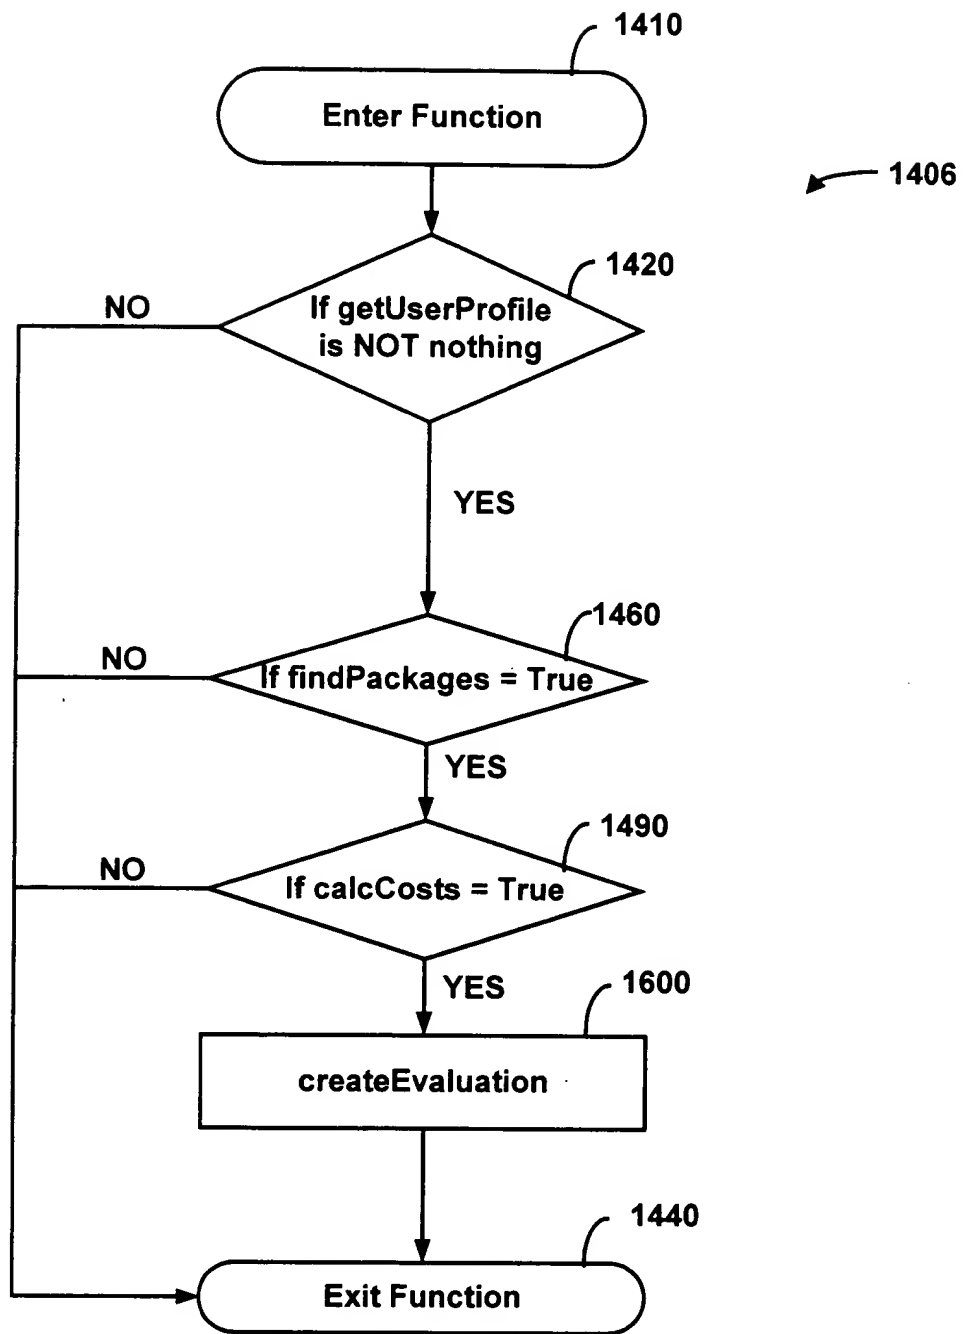 1410
Enter Function
1406
1420
NO
If getUserProfile
is NOT nothing
YES
1460
NO
If findPackages = True
YES
1490
NO
If calcCosts = True
YES
1600
createEvaluation
1440
Exit Function